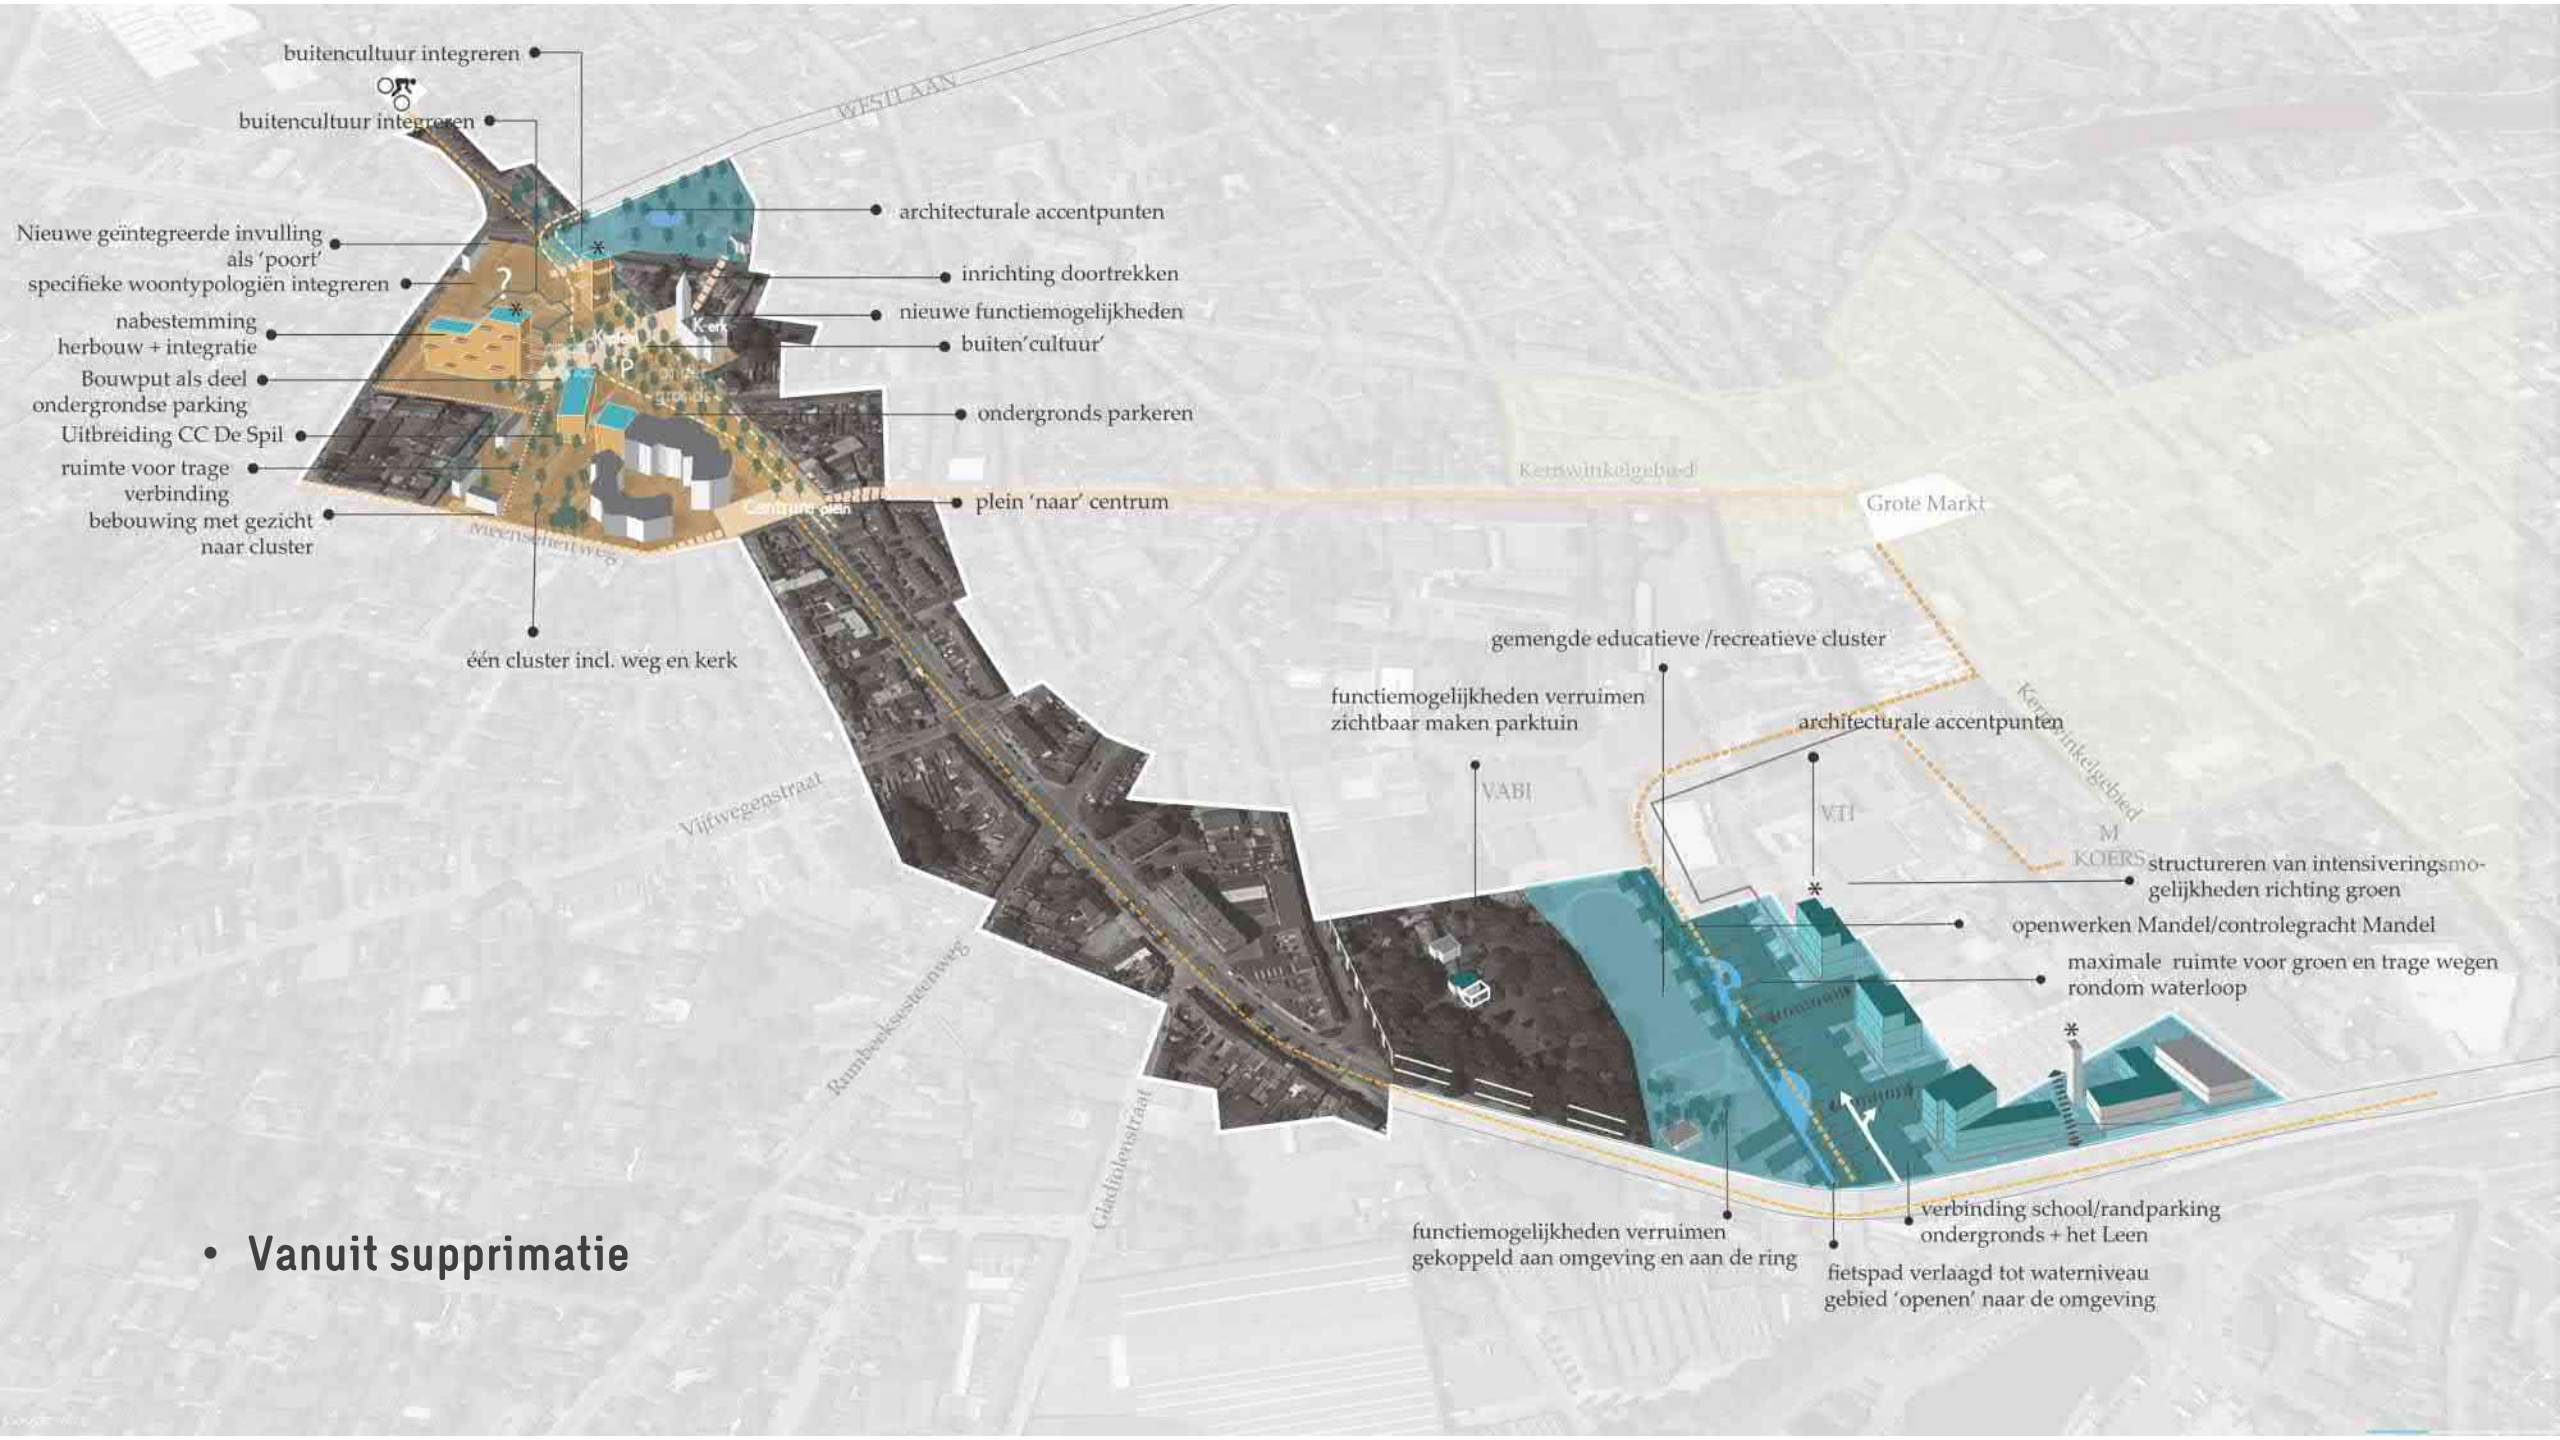 buitencultuur integreren
buitencultuur integreren
WESTLAAN
Nieuwe geïntegreerde invulling
als 'poort'
specifieke woontypologiën integreren
nabestemming
herbouw + integratie
Bouwput als deel
ondergrondse parking
Uitbreiding CC De Spil
ruimte voor trage
verbinding
bebouwing met gezicht
naar cluster
architecturale accentpunten
inrichting doortrekken
nieuwe functiemogelijkheden
buiten'cultuur'
ondergronds parkeren
plein 'naar' centrum
?
K erk
P
gronds
Centrum plein
Meensesteenweg
één cluster incl. weg en kerk
Kernwinkelgebied
Grote Markt
Kernwinkelgebied
gemengde educatieve /recreatieve cluster
functiemogelijkheden verruimen
zichtbaar maken parktuin
architecturale accentpunten
VABI
VTI
M
KOERS
structureren van intensiveringsmo-
gelijkheden richting groen
openwerken Mandel/controlegracht Mandel
maximale ruimte voor groen en trage wegen
rondom waterloop
Vijfwegenstraat
Rumbeeksesteenweg
Gladiolenstraat
functiemogelijkheden verruimen
gekoppeld aan omgeving en aan de ring
verbinding school/randparking
ondergronds + het Leen
fietspad verlaagd tot waterniveau
gebied 'openen' naar de omgeving
• Vanuit supprimatie